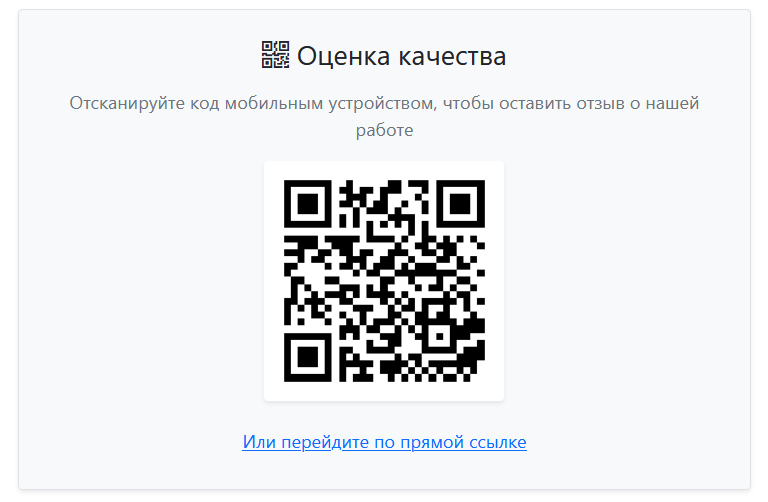 Оценка качества
Отсканируйте код мобильным устройством, чтобы оставить отзыв о нашей
работе
Или перейдите по прямой ссылке